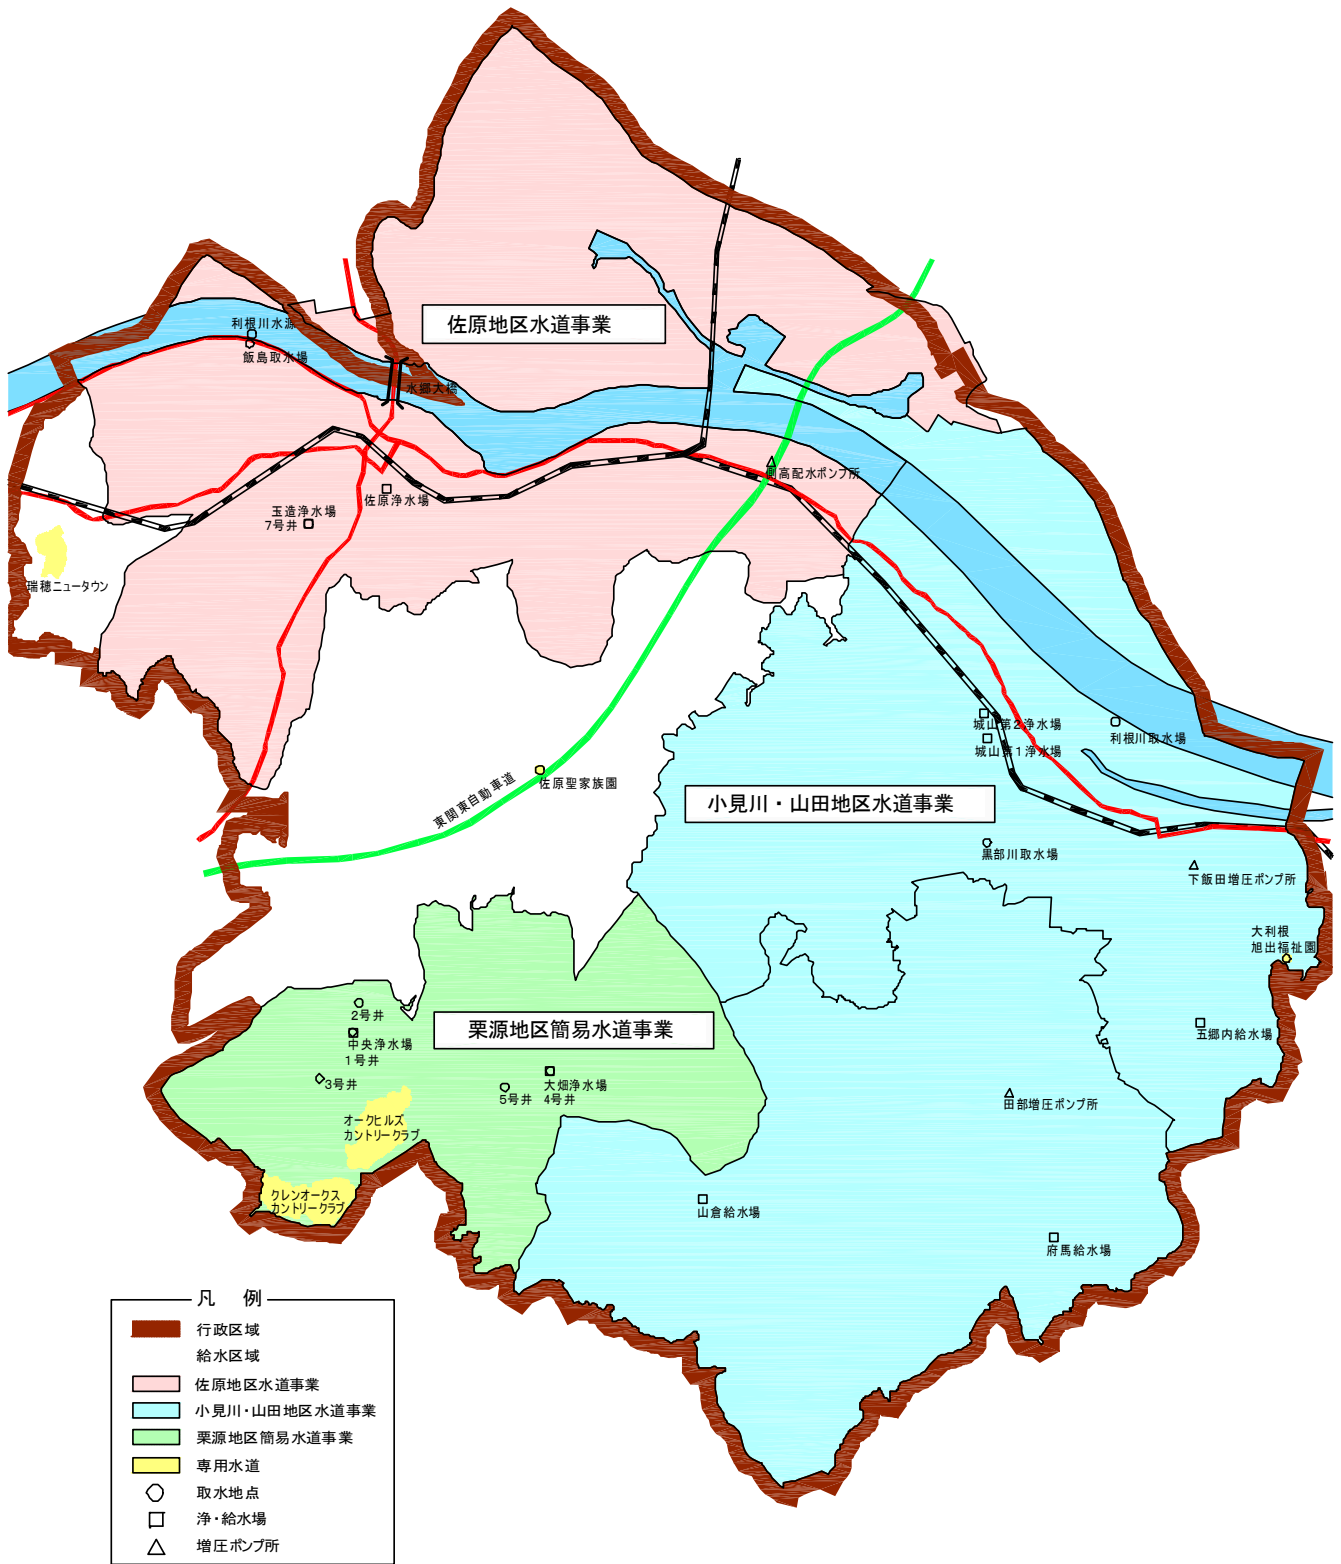 佐原地区水道事業
利根川水源
飯島取水場
水郷大橋
側高配水ポンプ所
佐原浄水場
玉造浄水場
7号井
瑞穂ニュータウン
城山第2浄水場
城山第1浄水場
利根川取水場
佐原聖家族園
東関東自動車道
小見川・山田地区水道事業
黒部川取水場
下飯田増圧ポンプ所
大利根
旭出福祉園
2号井
栗源地区簡易水道事業
中央浄水場
1号井
五郷内給水場
3号井
大畑浄水場
5号井
4号井
田部増圧ポンプ所
オークヒルズ
カントリークラブ
クレンオークス
カントリークラブ
山倉給水場
府馬給水場
凡 例
行政区域
給水区域
佐原地区水道事業
小見川・山田地区水道事業
栗源地区簡易水道事業
専用水道
取水地点
浄・給水場
増圧ポンプ所